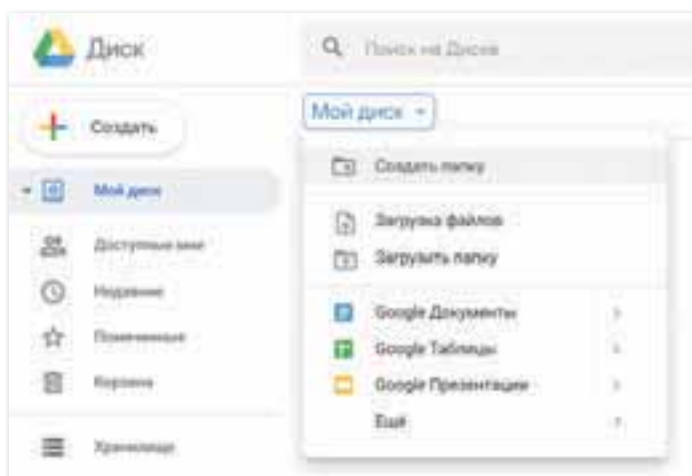 Диск
Поиск на Диске
Создать
Мой диск
Доступные мне
Недавние
Помеченные
Корзина
Хранилище
Мой диск
Создать папку
Загрузка файлов
Загрузить папку
Google Документы
Google Таблицы
Google Презентации
Ещё